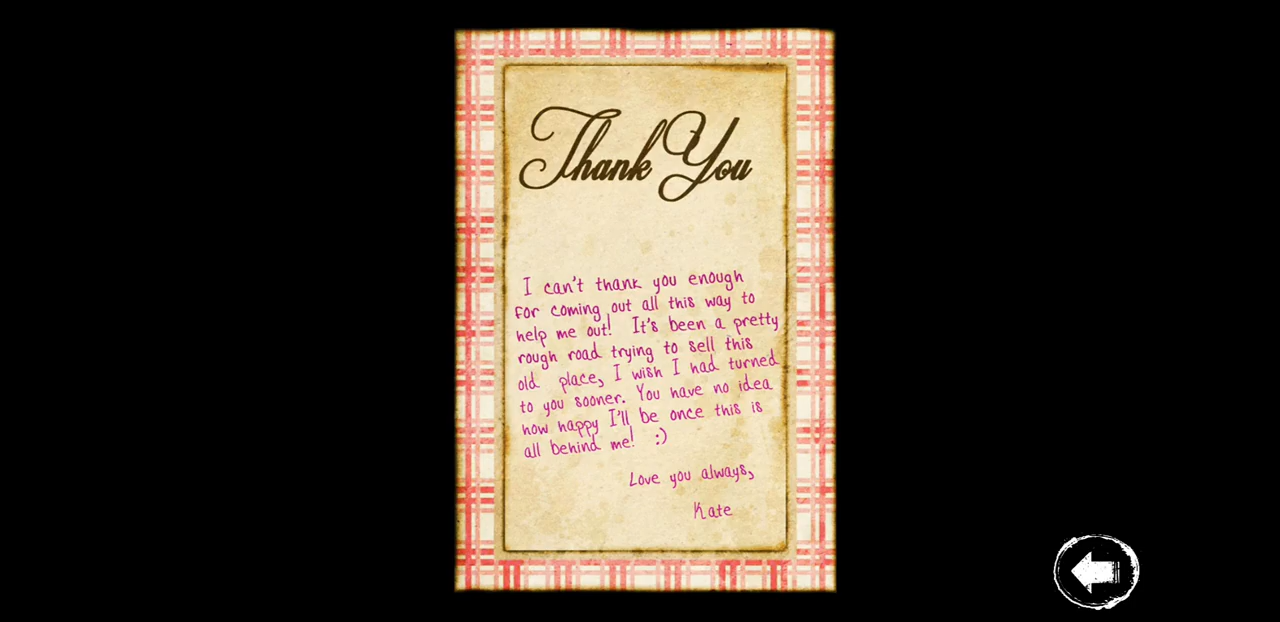 Thank You
I can't thank you enough
for coming out all this way to
help me out! It's been a pretty
rough road trying to sell this
old place, I wish I had turned
to you sooner. You have no idea
how happy I'll be once this is
all behind me! :)
Love you always,
Kate